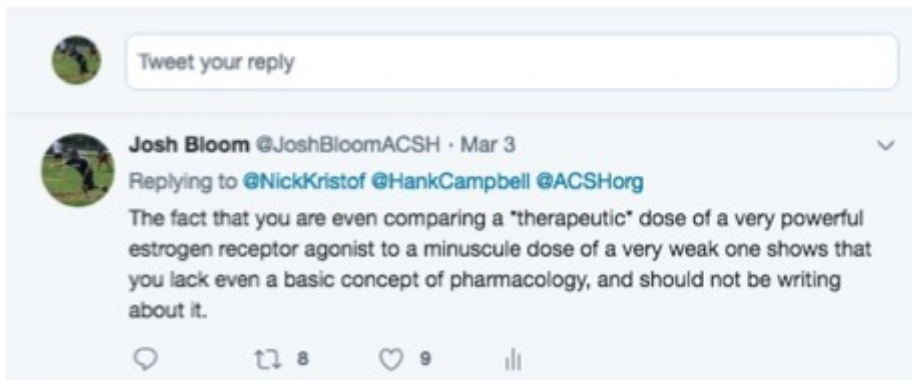 Tweet your reply
Josh Bloom @JoshBloomACSH · Mar 3
Replying to @NickKristof @HankCampbell @ACSHorg
The fact that you are even comparing a *therapeutic* dose of a very powerful
estrogen receptor agonist to a minuscule dose of a very weak one shows that
you lack even a basic concept of pharmacology, and should not be writing
about it.
8 9